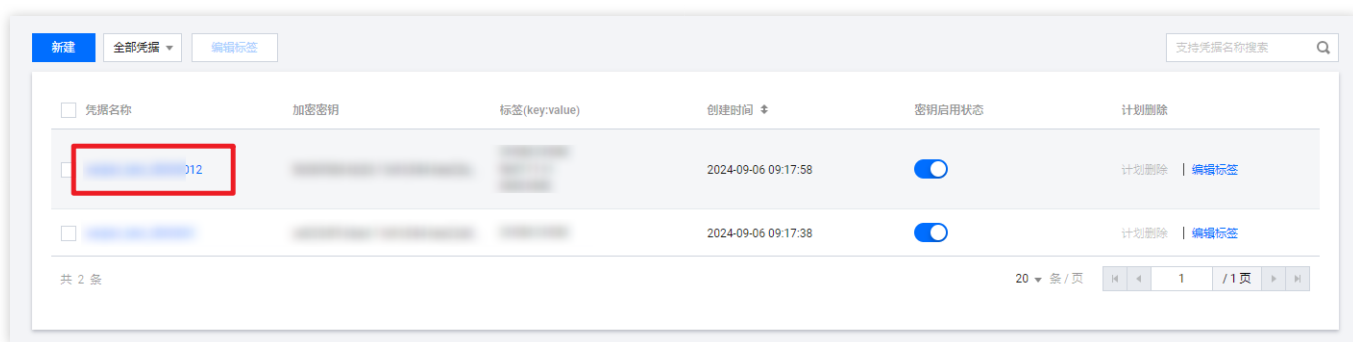 新建 全部凭据 编辑标签 支持凭据名称搜索
凭据名称 加密密钥 标签(key:value) 创建时间 密钥启用状态 计划删除
012 2024-09-06 09:17:58 计划删除 | 编辑标签
2024-09-06 09:17:38 计划删除 | 编辑标签
共 2 条 20 条 / 页 1 / 1 页